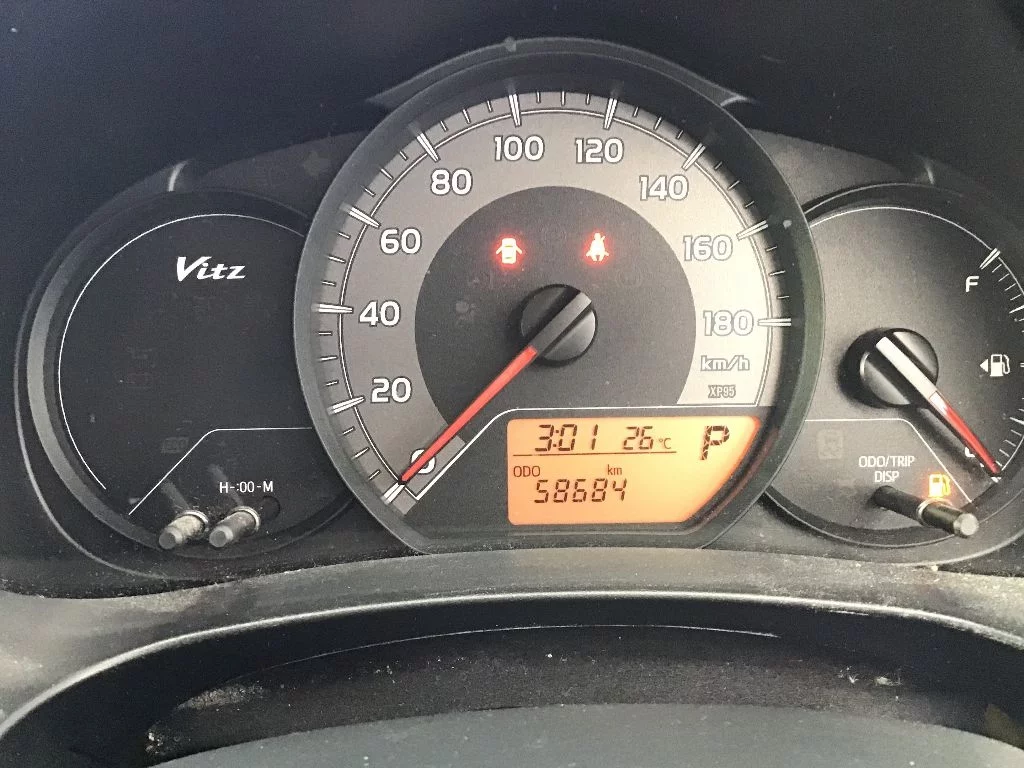 Vitz
H-:00-M
0
20
40
60
80
100
120
140
160
180
km/h
XP95
3:01 26°C P
ODO km
58684
F
ODO/TRIP
DISP